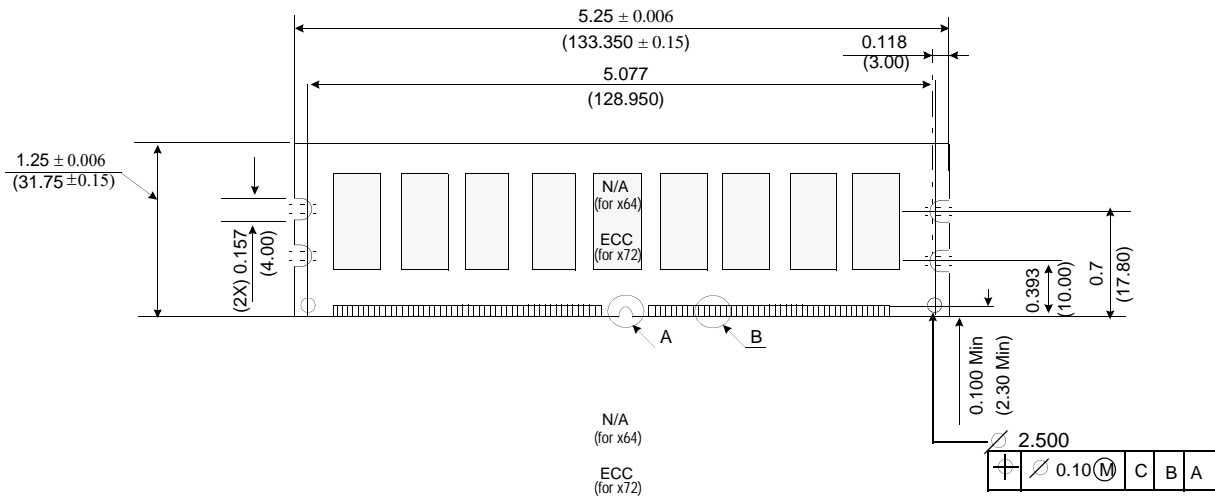 5.25 ± 0.006
(133.350 ± 0.15)
0.118
(3.00)
5.077
(128.950)
1.25 ± 0.006
(31.75 ±0.15)
N/A
(for x64)
ECC
(for x72)
(2X) 0.157
(4.00)
0.393
(10.00)
0.7
(17.80)
A
B
0.100 Min
(2.30 Min)
N/A
(for x64)
ECC
(for x72)
∅ 2.500
⌖ ∅ 0.10 Ⓜ C B A